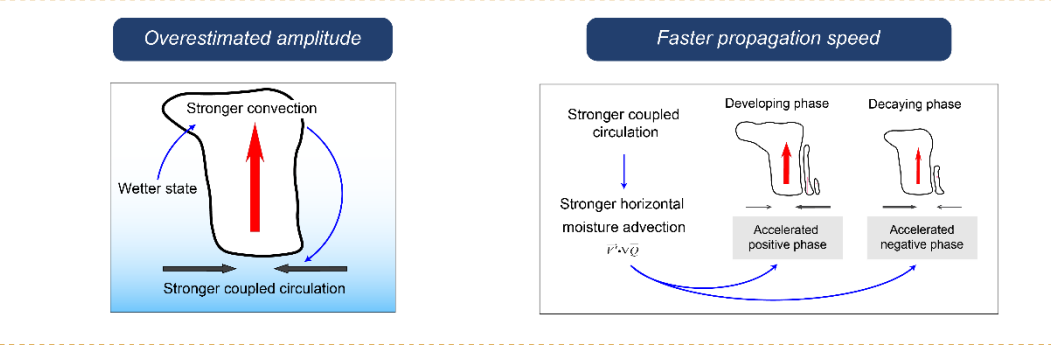 Overestimated amplitude
Stronger convection
Wetter state
Stronger coupled circulation
Faster propagation speed
Stronger coupled
circulation
Stronger horizontal
moisture advection
V'·∇Q̅
Developing phase
Accelerated
positive phase
Decaying phase
Accelerated
negative phase